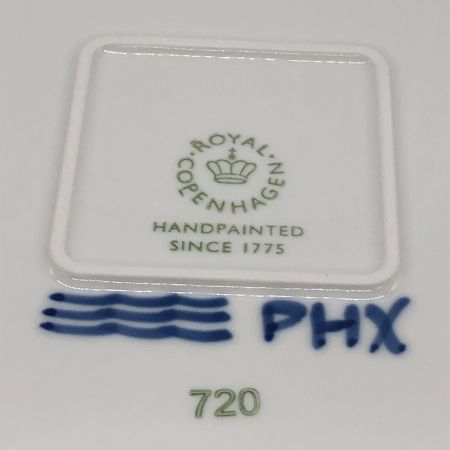 ROYAL
COPENHAGEN
HANDPAINTED
SINCE 1775
PHX
720